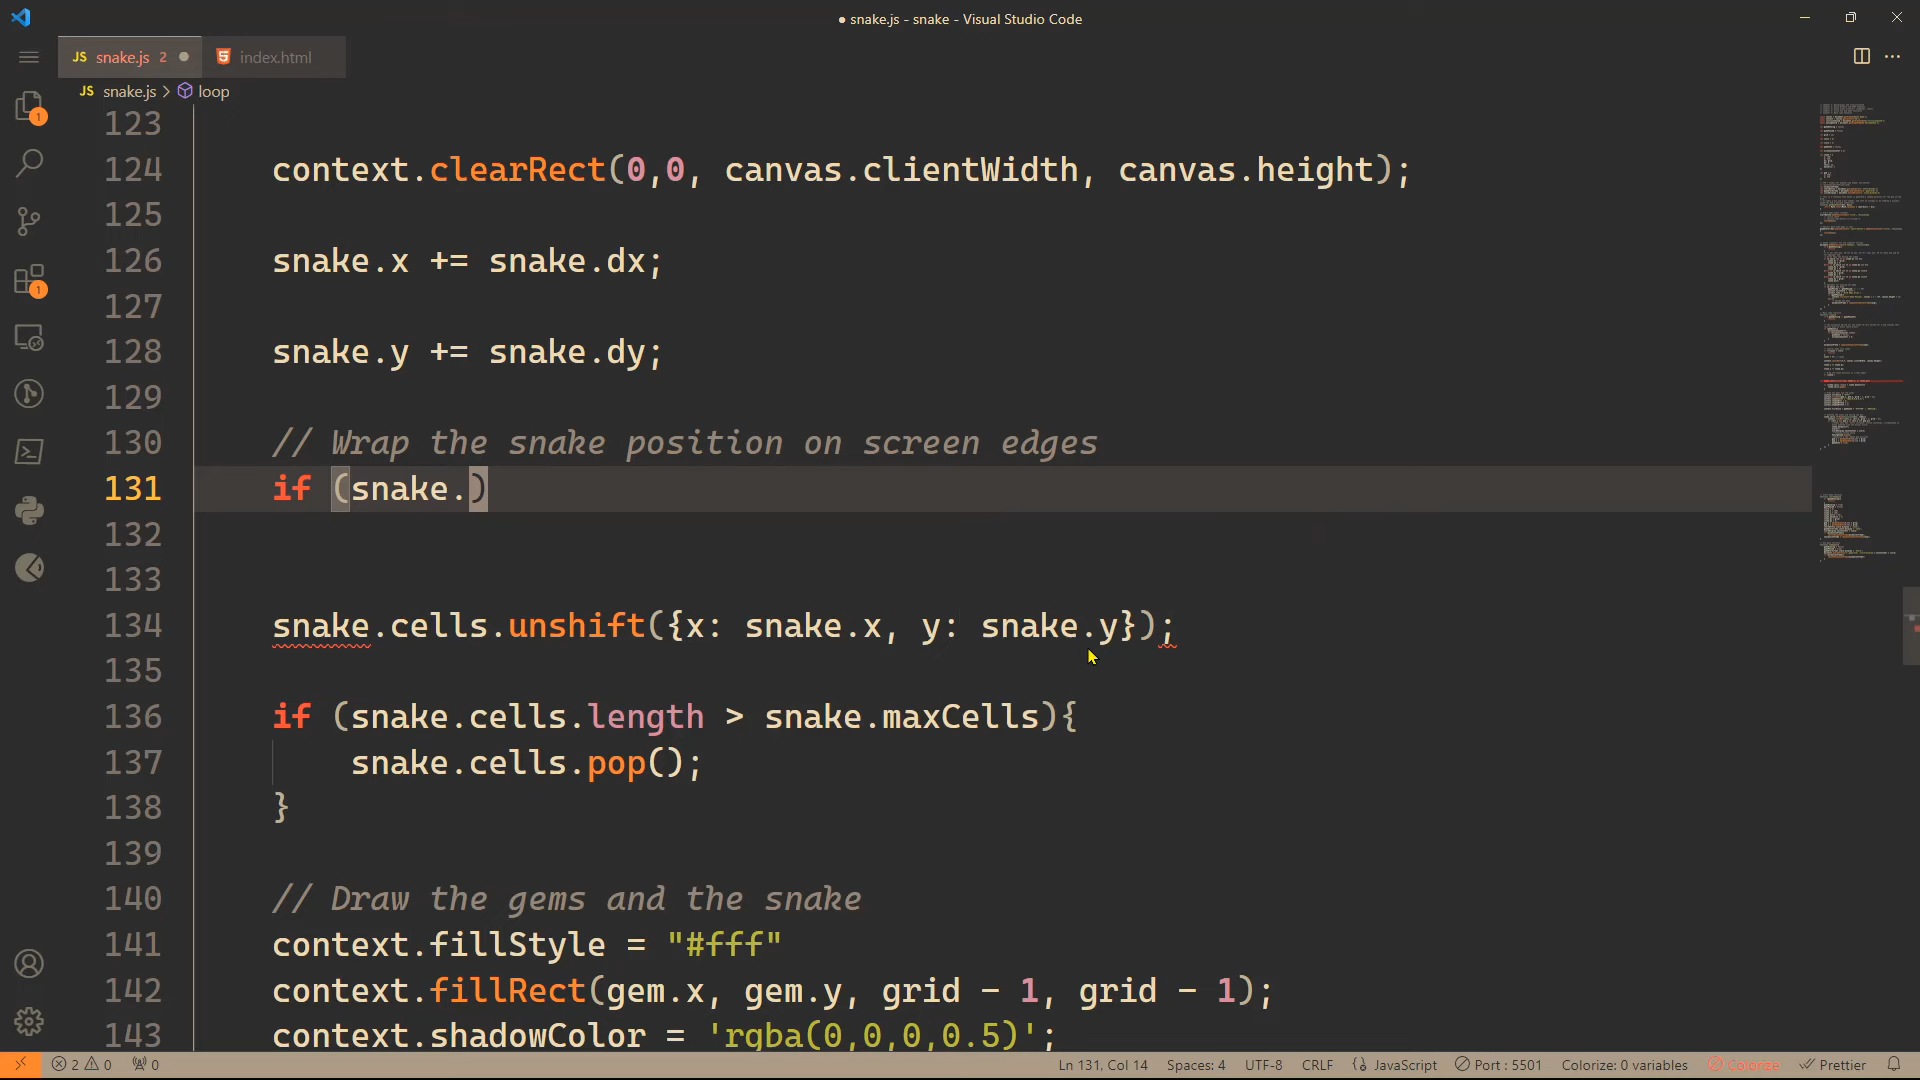 snake.js - snake - Visual Studio Code
JS snake.js 2 index.html
JS snake.js > loop
123
124 context.clearRect(0,0, canvas.clientWidth, canvas.height);
125
126 snake.x += snake.dx;
127
128 snake.y += snake.dy;
129
130 // Wrap the snake position on screen edges
131 if (snake.)
132
133
134 snake.cells.unshift({x: snake.x, y: snake.y});
135
136 if (snake.cells.length > snake.maxCells){
137 snake.cells.pop();
138 }
139
140 // Draw the gems and the snake
141 context.fillStyle = "#fff"
142 context.fillRect(gem.x, gem.y, grid - 1, grid - 1);
143 context.shadowColor = 'rgba(0,0,0,0.5)';
1
1
2 0 0 Ln 131, Col 14 Spaces: 4 UTF-8 CRLF JavaScript Port : 5501 Colorize: 0 variables Colorize Prettier